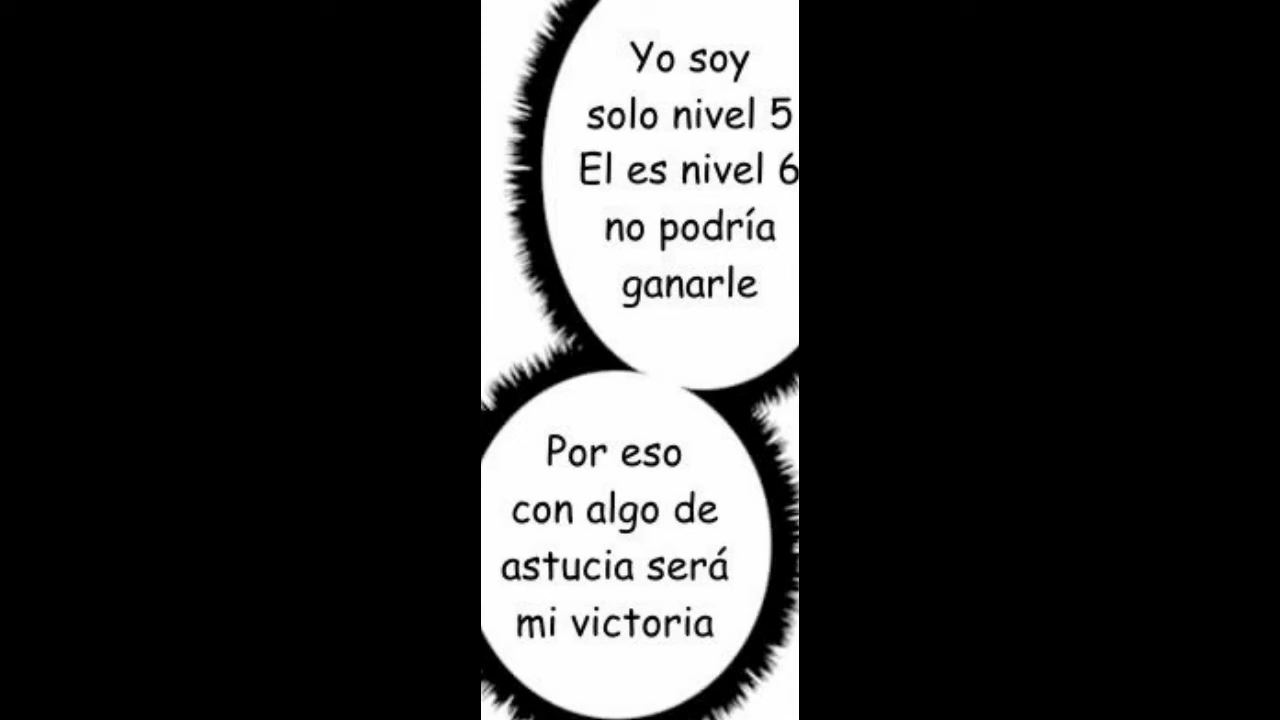 Yo soy
solo nivel 5
El es nivel 6
no podría
ganarle
Por eso
con algo de
astucia será
mi victoria